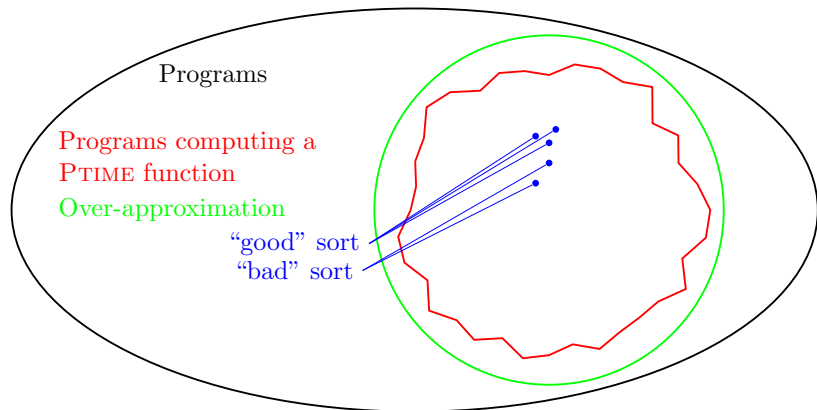 Programs
Programs computing a
PTIME function
Over-approximation
“good” sort
“bad” sort